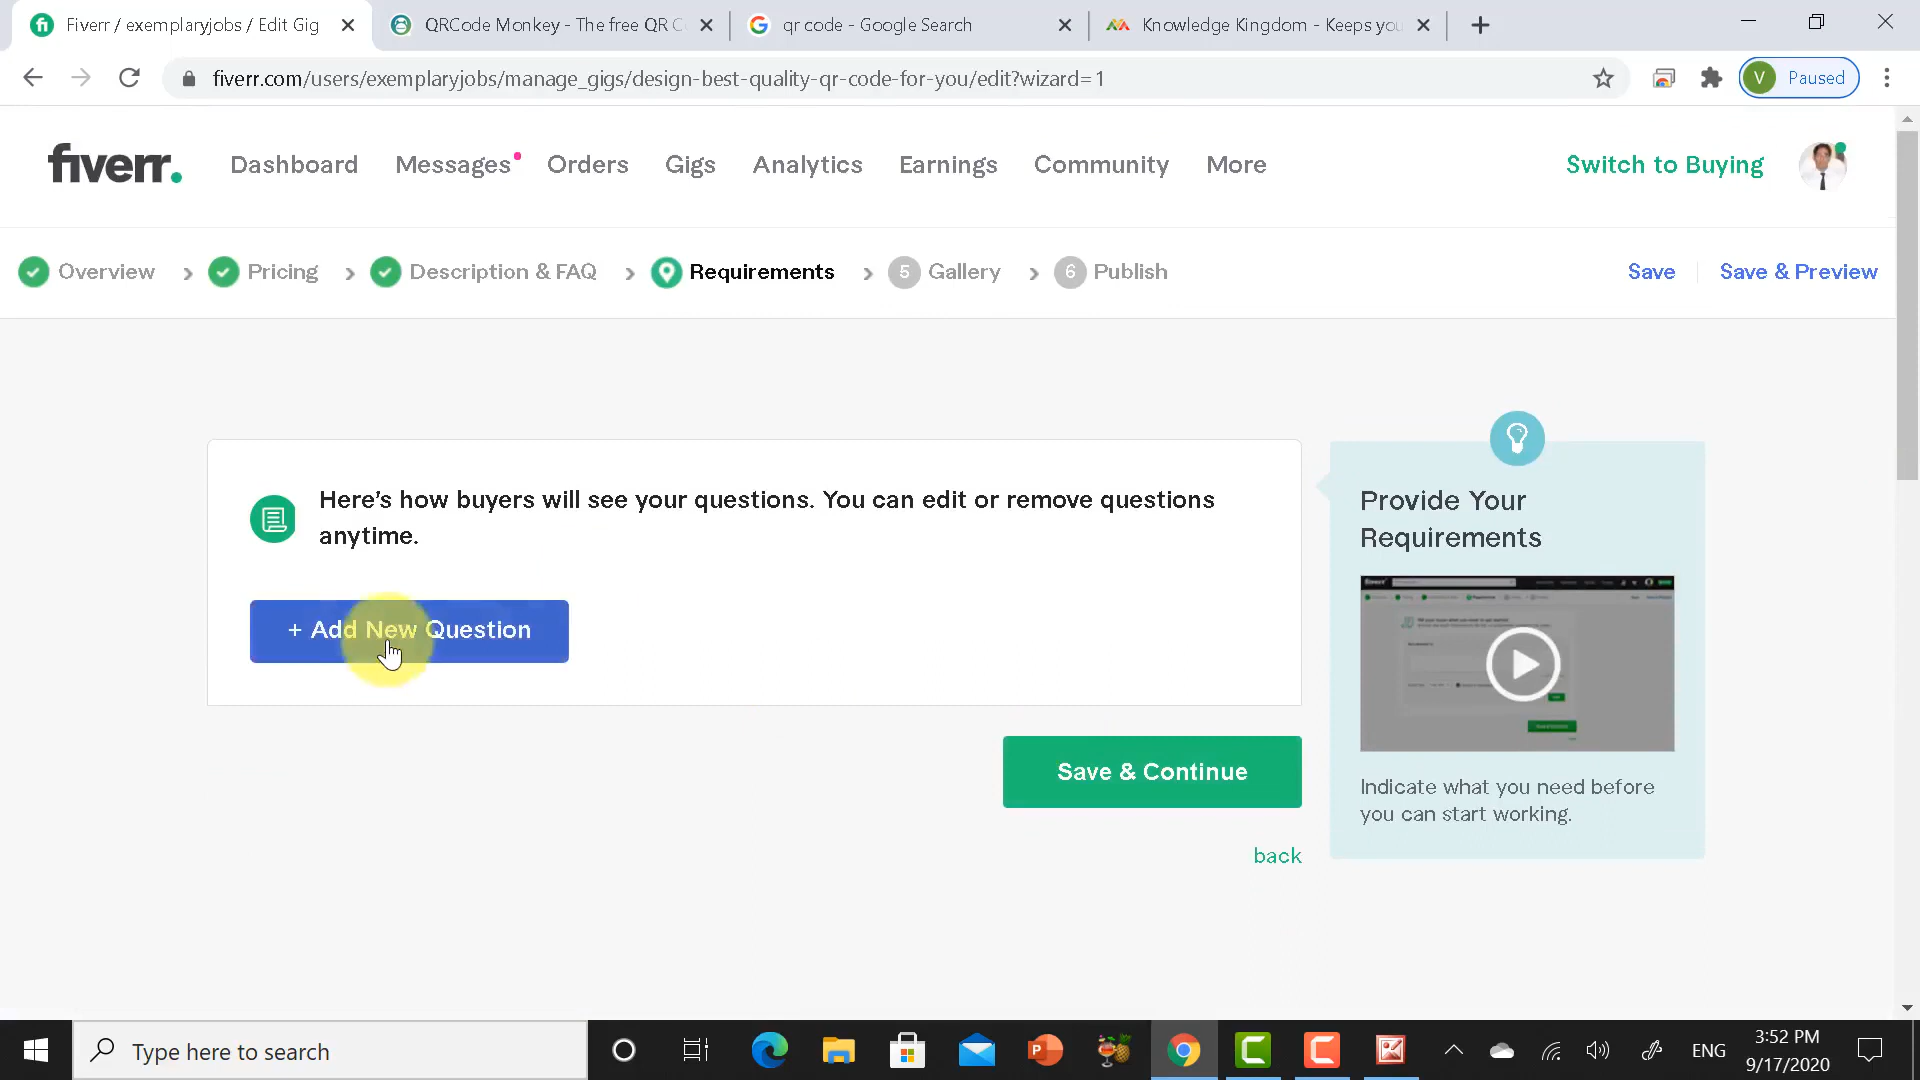 Fiverr / exemplaryjobs / Edit Gig
QRCode Monkey - The free QR C
qr code - Google Search
Knowledge Kingdom - Keeps you
fiverr.com/users/exemplaryjobs/manage_gigs/design-best-quality-qr-code-for-you/edit?wizard=1
V Paused
fiverr.
Dashboard Messages Orders Gigs Analytics Earnings Community More
Switch to Buying
Overview Pricing Description & FAQ Requirements 5 Gallery 6 Publish
Save Save & Preview
Here's how buyers will see your questions. You can edit or remove questions
anytime.
+ Add New Question
Save & Continue
back
Provide Your
Requirements
Indicate what you need before
you can start working.
Type here to search
ENG
3:52 PM
9/17/2020